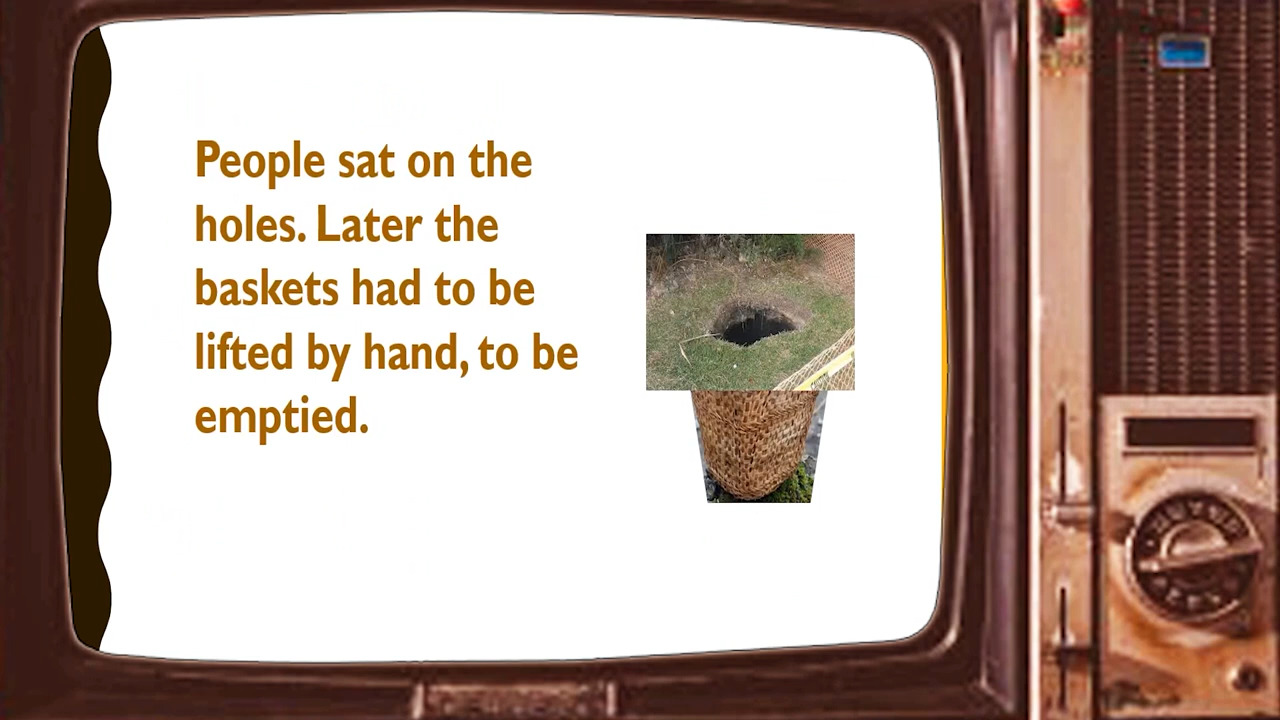 People sat on the
holes. Later the
baskets had to be
lifted by hand, to be
emptied.